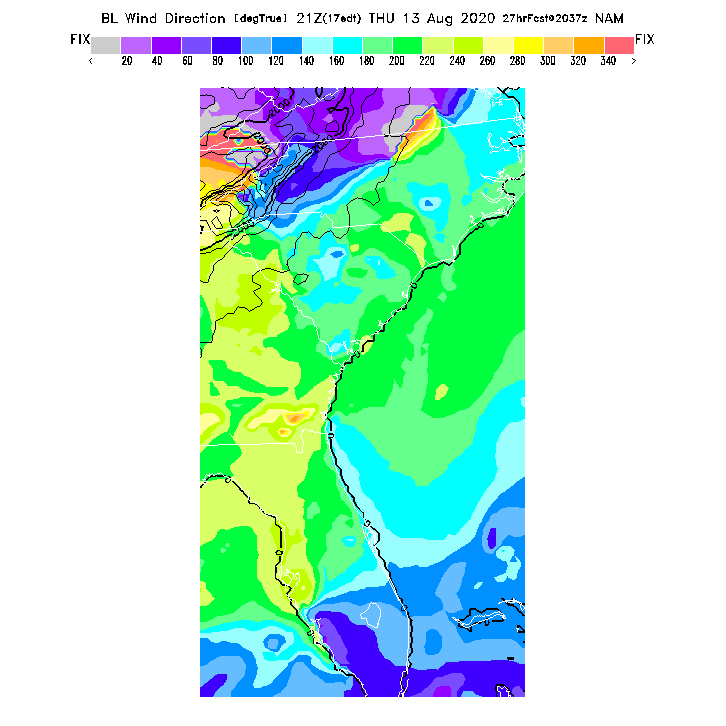 BL Wind Direction [degTrue] 21Z(17edt) THU 13 Aug 2020 27hrFcst@2037z NAM
FIX FIX
< 20 40 60 80 100 120 140 160 180 200 220 240 260 280 300 320 340 >